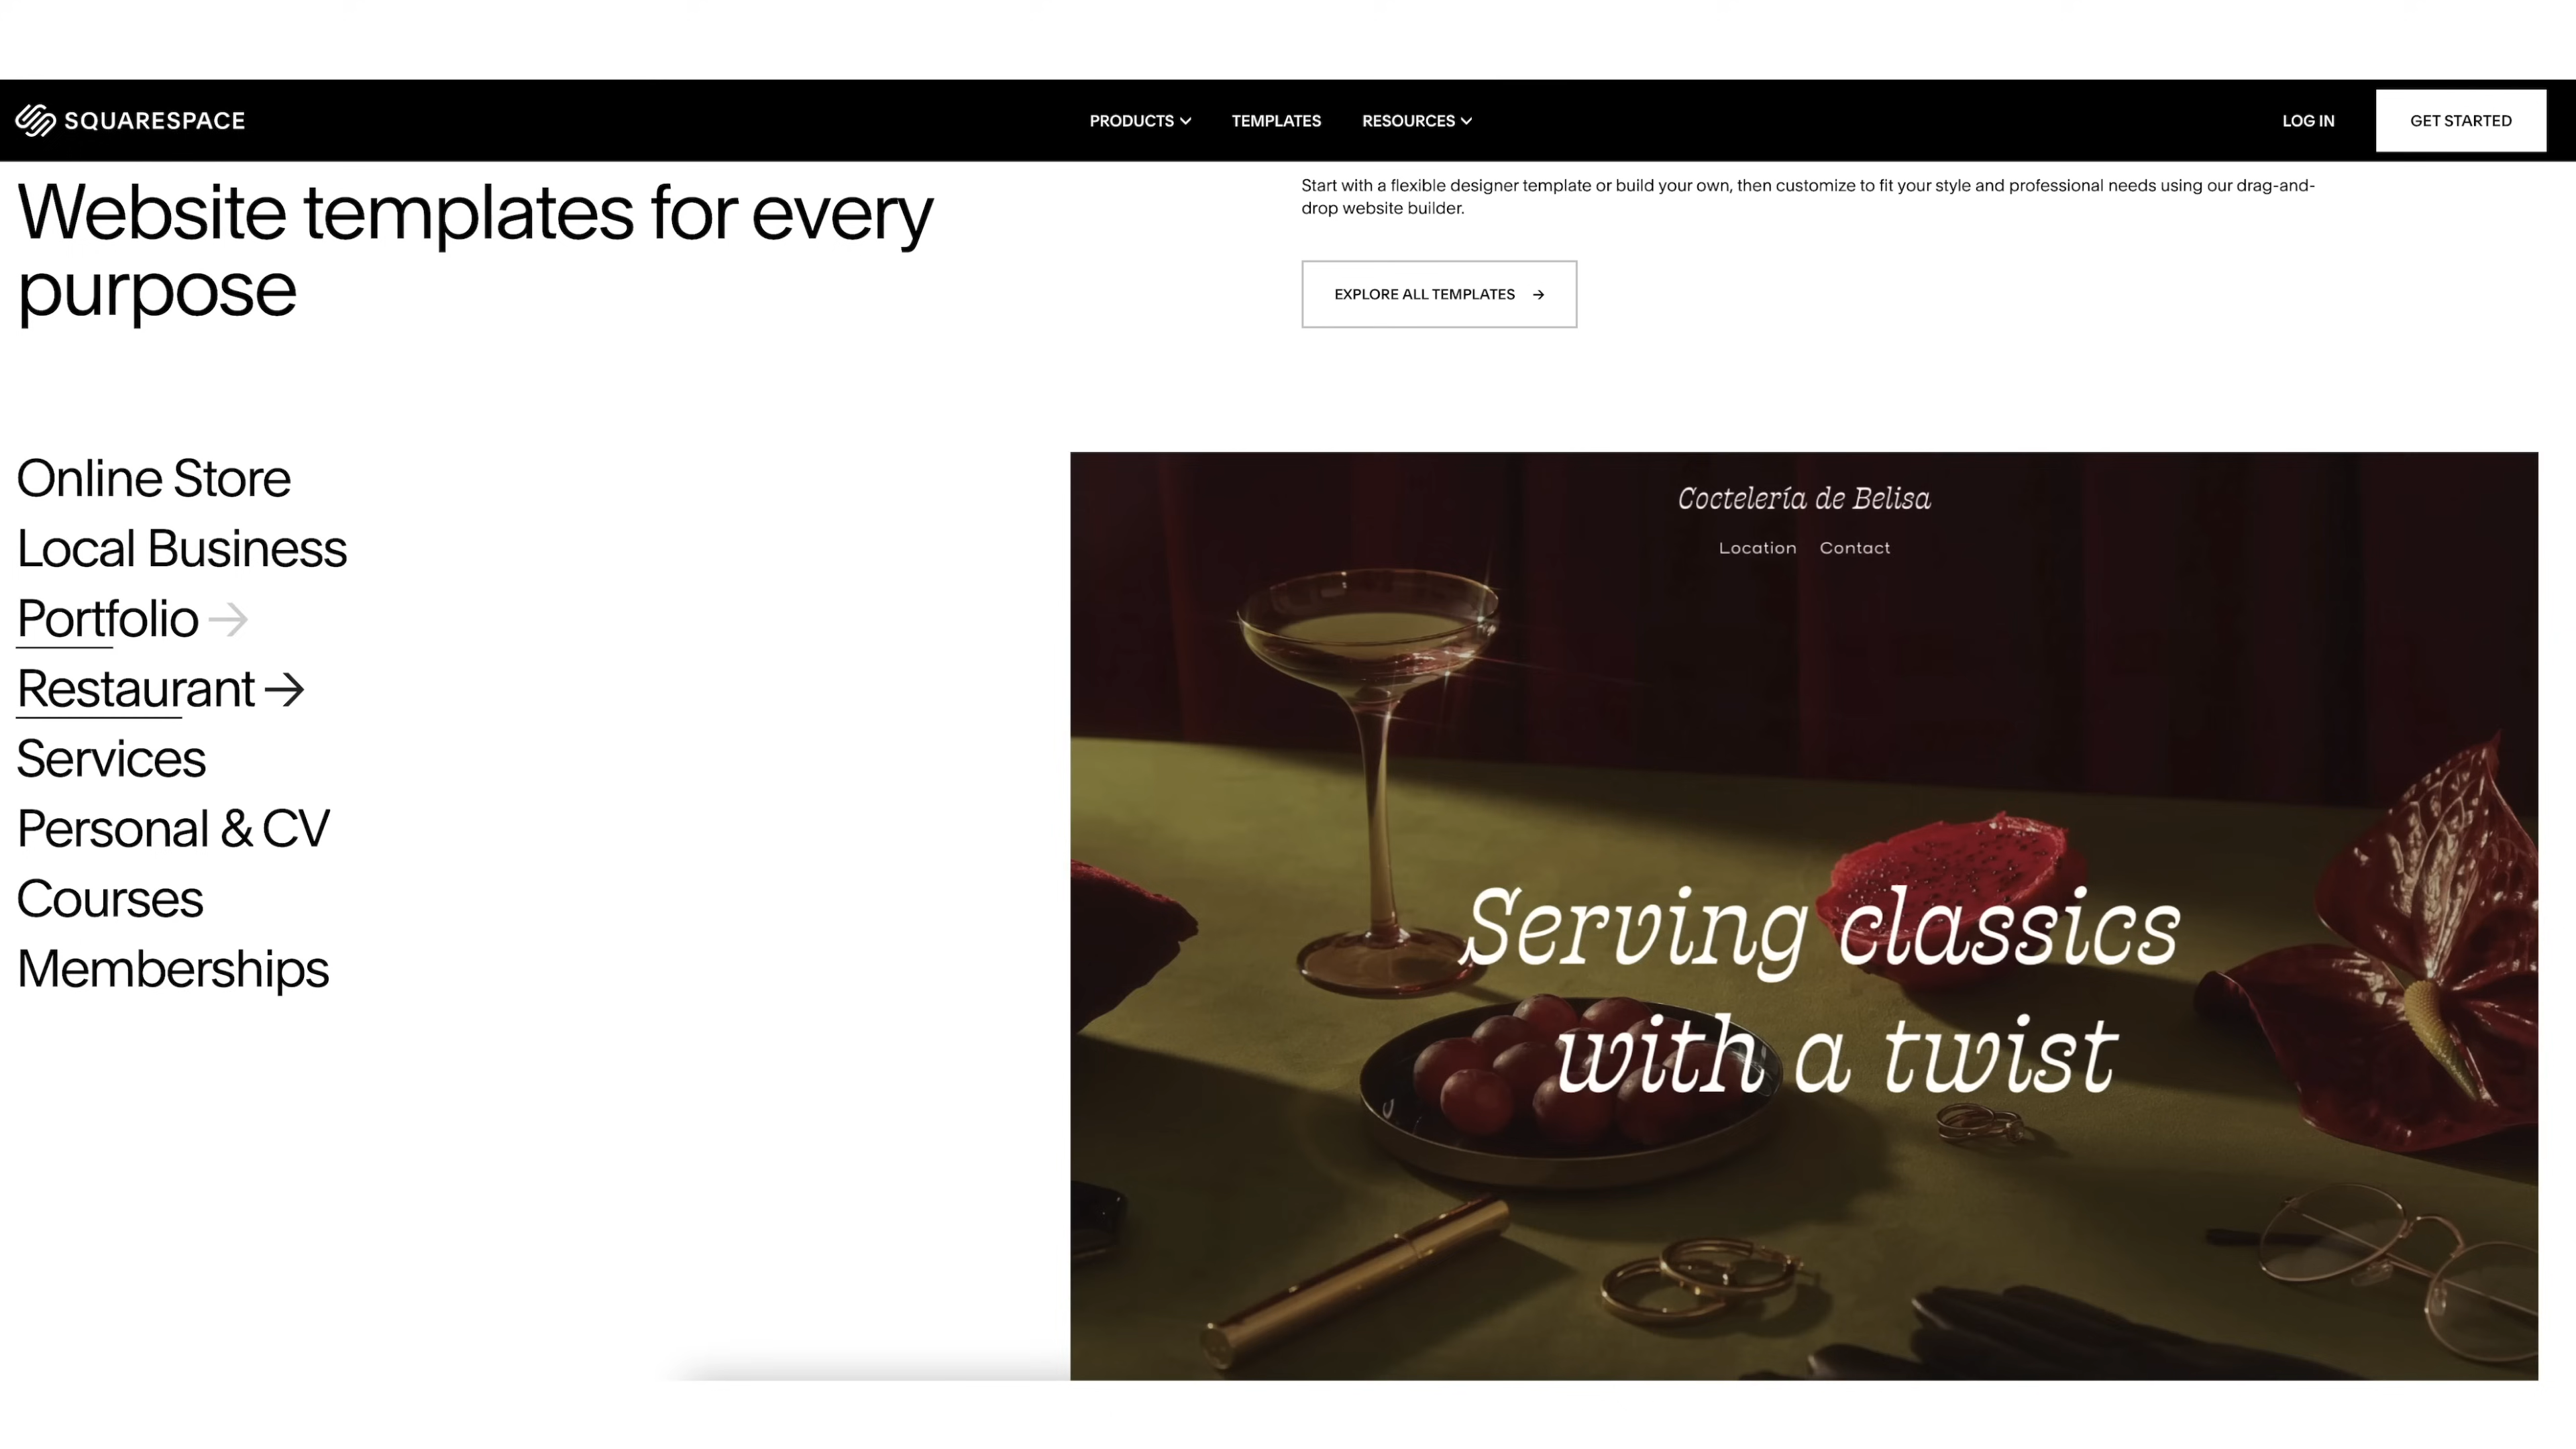 SQUARESPACE
PRODUCTS
TEMPLATES
RESOURCES
LOG IN
GET STARTED
Website templates for every
purpose
Start with a flexible designer template or build your own, then customize to fit your style and professional needs using our drag-and-
drop website builder.
EXPLORE ALL TEMPLATES →
Online Store
Local Business
Portfolio →
Restaurant →
Services
Personal & CV
Courses
Memberships
Coctelería de Belisa
Location Contact
Serving classics
with a twist